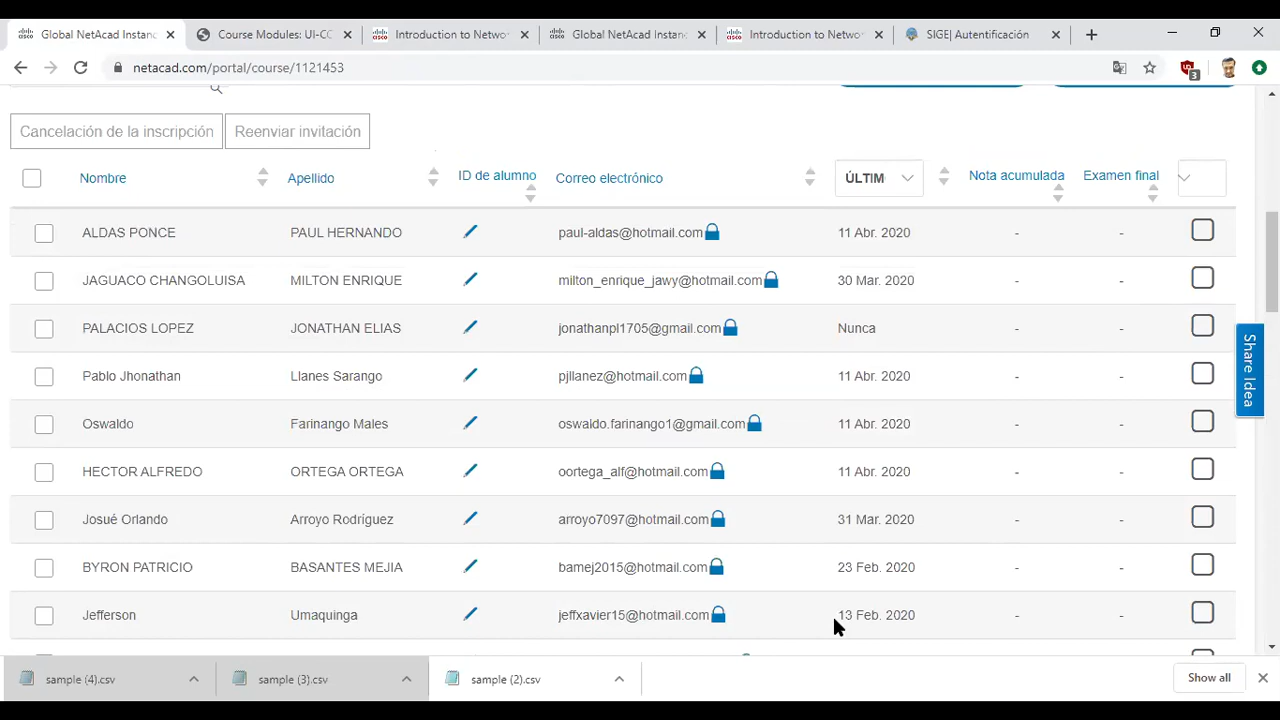 Global NetAcad Instanc
Course Modules: UI-CC
Introduction to Netwo
Global NetAcad Instanc
Introduction to Netwo
SIGE| Autentificación
netacad.com/portal/course/1121453
3
Cancelación de la inscripción
Reenviar invitación
Nombre Apellido ID de alumno Correo electrónico ÚLTIM Nota acumulada Examen final
ALDAS PONCE PAUL HERNANDO paul-aldas@hotmail.com 11 Abr. 2020 - -
JAGUACO CHANGOLUISA MILTON ENRIQUE milton_enrique_jawy@hotmail.com 30 Mar. 2020 - -
PALACIOS LOPEZ JONATHAN ELIAS jonathanpl1705@gmail.com Nunca - -
Pablo Jhonathan Llanes Sarango pjllanez@hotmail.com 11 Abr. 2020 - -
Oswaldo Farinango Males oswaldo.farinango1@gmail.com 11 Abr. 2020 - -
HECTOR ALFREDO ORTEGA ORTEGA oortega_alf@hotmail.com 11 Abr. 2020 - -
Josué Orlando Arroyo Rodríguez arroyo7097@hotmail.com 31 Mar. 2020 - -
BYRON PATRICIO BASANTES MEJIA bamej2015@hotmail.com 23 Feb. 2020 - -
Jefferson Umaquinga jeffxavier15@hotmail.com 13 Feb. 2020 - -
Share Idea
sample (4).csv
sample (3).csv
sample (2).csv
Show all